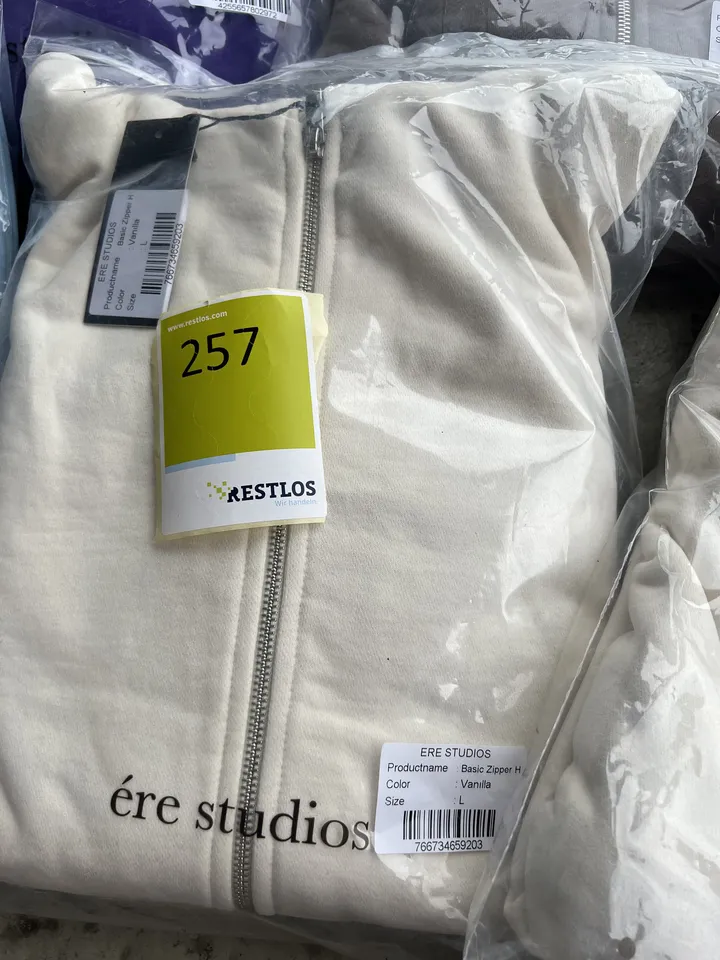 4255657802972
ERE STUDIOS
Productname : Basic Zipper H
Color : Vanilla
Size : L
766734659203
www.restlos.com
257
RESTLOS
Wir handeln
ére studios
ERE STUDIOS
Productname : Basic Zipper H
Color : Vanilla
Size : L
766734659203